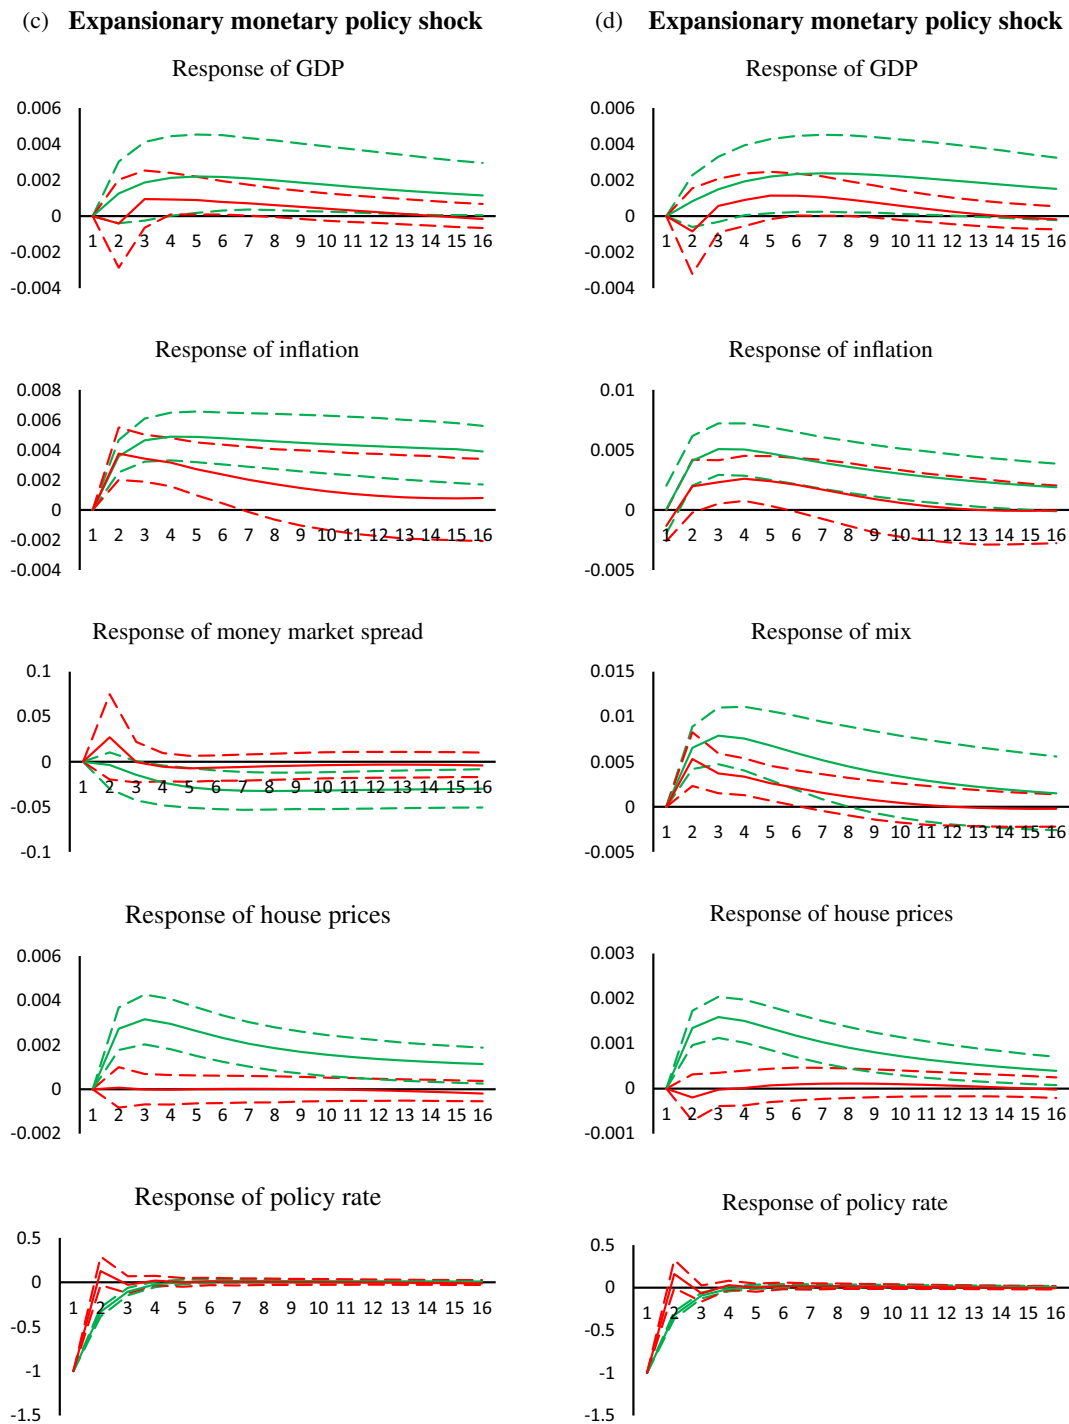 (c) Expansionary monetary policy shock
Response of GDP
0.006
0.004
0.002
0
-0.002
-0.004
1 2 3 4 5 6 7 8 9 10 11 12 13 14 15 16
Response of inflation
0.008
0.006
0.004
0.002
0
-0.002
-0.004
1 2 3 4 5 6 7 8 9 10 11 12 13 14 15 16
Response of money market spread
0.1
0.05
0
-0.05
-0.1
1 2 3 4 5 6 7 8 9 10 11 12 13 14 15 16
Response of house prices
0.006
0.004
0.002
0
-0.002
1 2 3 4 5 6 7 8 9 10 11 12 13 14 15 16
Response of policy rate
0.5
0
-0.5
-1
-1.5
1 2 3 4 5 6 7 8 9 10 11 12 13 14 15 16
(d) Expansionary monetary policy shock
Response of GDP
0.006
0.004
0.002
0
-0.002
-0.004
1 2 3 4 5 6 7 8 9 10 11 12 13 14 15 16
Response of inflation
0.01
0.005
0
-0.005
1 2 3 4 5 6 7 8 9 10 11 12 13 14 15 16
Response of mix
0.015
0.01
0.005
0
-0.005
1 2 3 4 5 6 7 8 9 10 11 12 13 14 15 16
Response of house prices
0.003
0.002
0.001
0
-0.001
1 2 3 4 5 6 7 8 9 10 11 12 13 14 15 16
Response of policy rate
0.5
0
-0.5
-1
-1.5
1 2 3 4 5 6 7 8 9 10 11 12 13 14 15 16